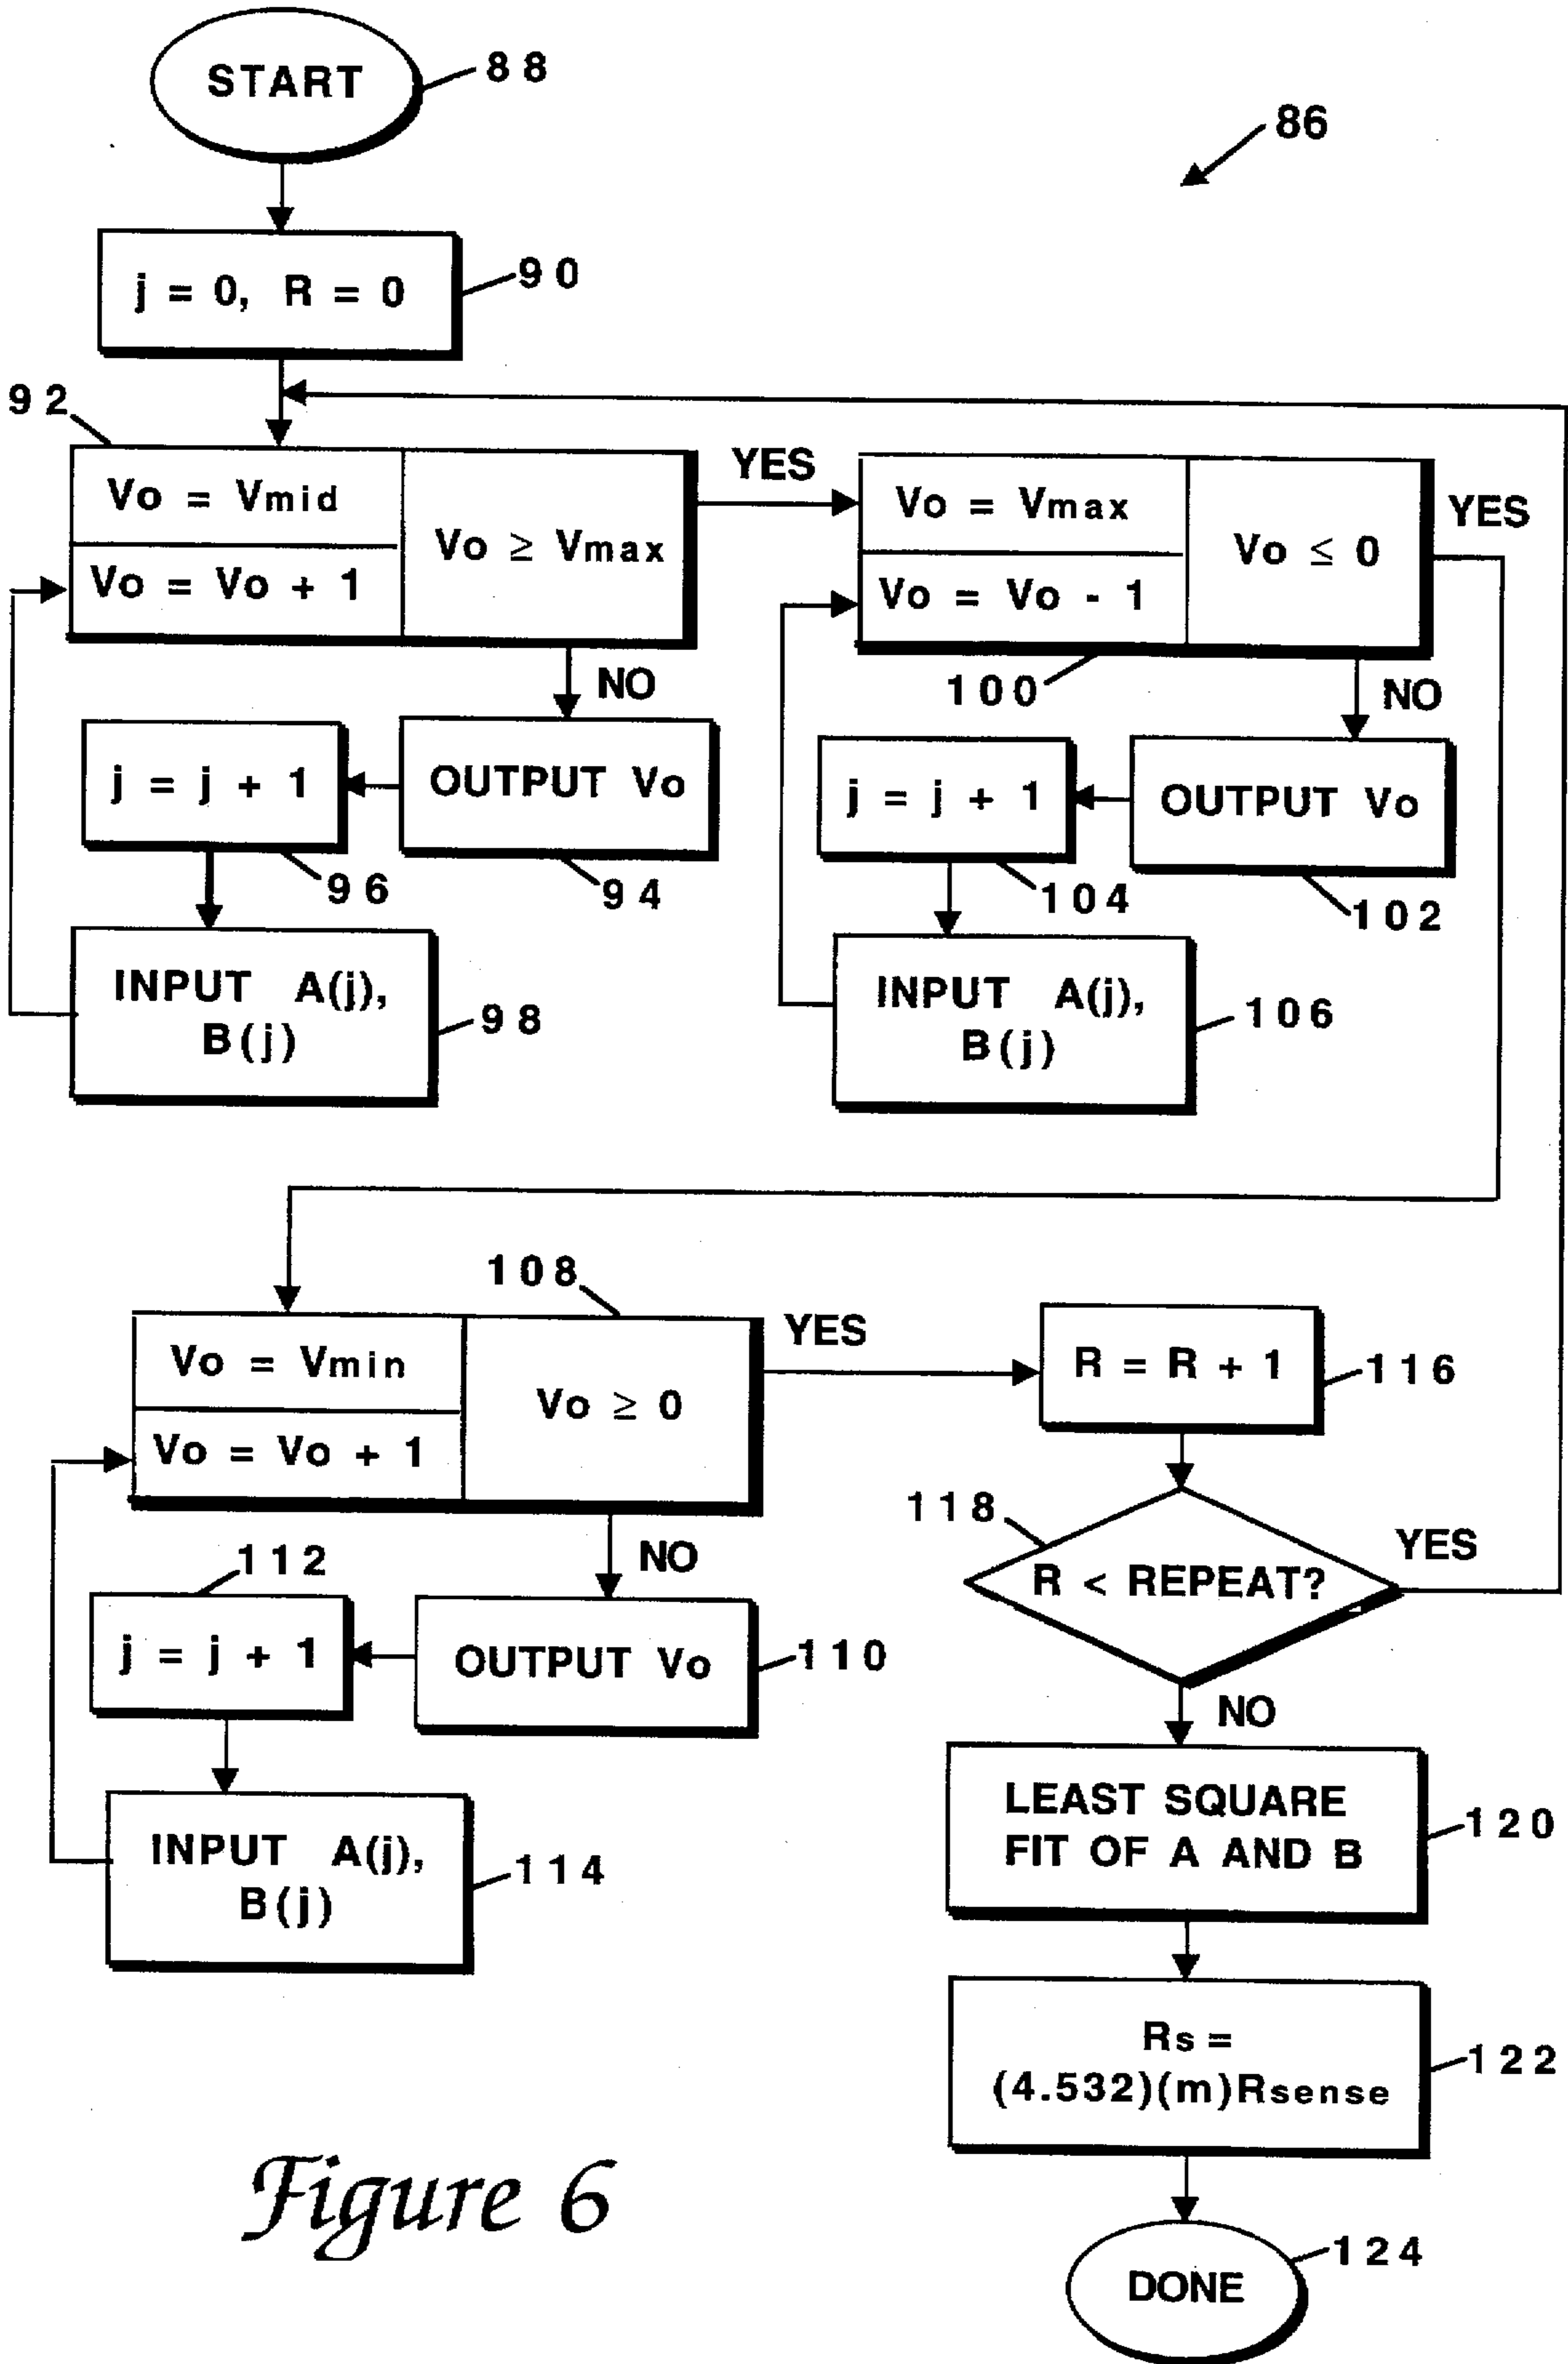 START
88
86
j = 0, R = 0
90
92
Vo = Vmid
Vo = Vo + 1
Vo ≥ Vmax
YES
NO
Vo = Vmax
Vo = Vo - 1
Vo ≤ 0
YES
100
NO
j = j + 1
96
OUTPUT Vo
94
j = j + 1
104
OUTPUT Vo
102
INPUT A(j),
B(j)
98
INPUT A(j),
B(j)
106
108
Vo = Vmin
Vo = Vo + 1
Vo ≥ 0
YES
NO
R = R + 1
116
118
R < REPEAT?
YES
NO
112
j = j + 1
OUTPUT Vo
110
INPUT A(j),
B(j)
114
LEAST SQUARE
FIT OF A AND B
120
Rs =
(4.532)(m)Rsense
122
DONE
124
Figure 6